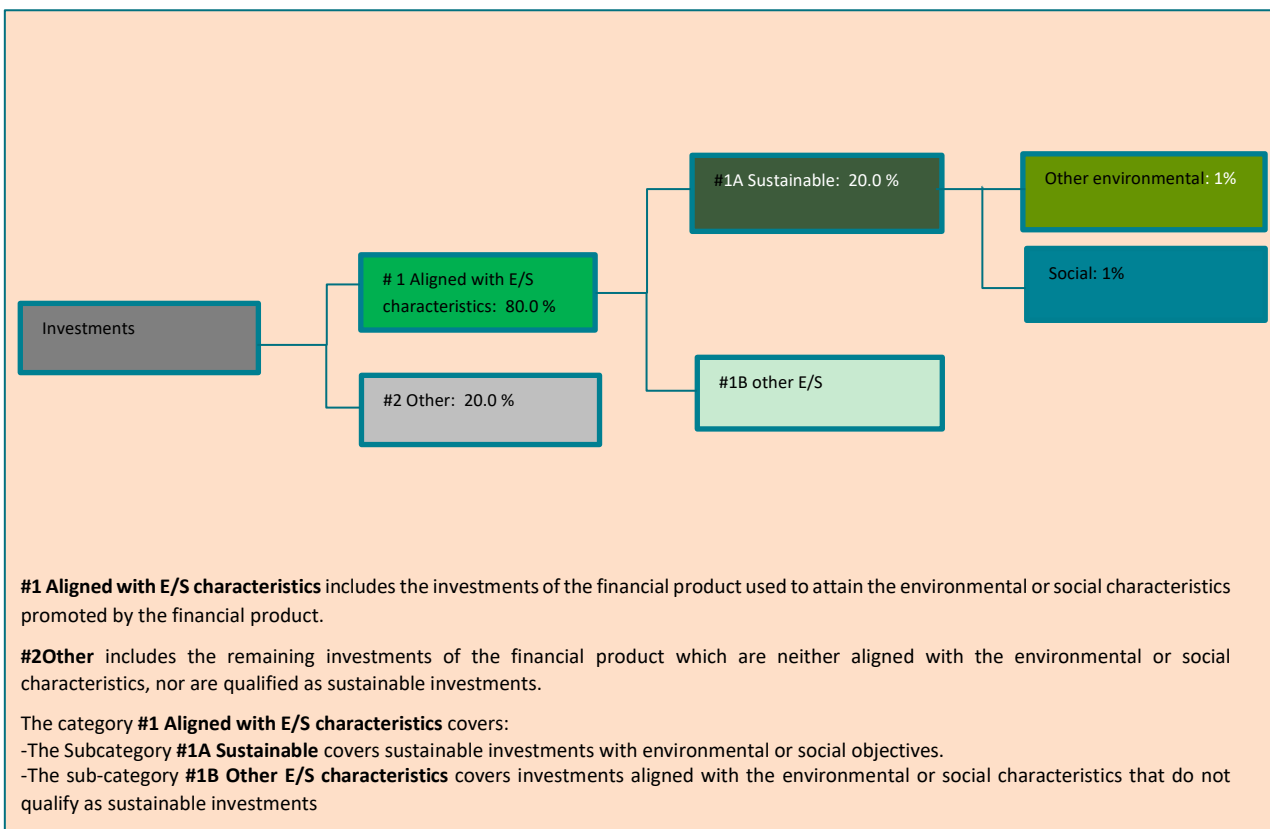 #1A Sustainable: 20.0 %
Other environmental: 1%
Social: 1%
# 1 Aligned with E/S
characteristics: 80.0 %
Investments
#2 Other: 20.0 %
#1B other E/S
#1 Aligned with E/S characteristics includes the investments of the financial product used to attain the environmental or social characteristics
promoted by the financial product.
#2Other includes the remaining investments of the financial product which are neither aligned with the environmental or social
characteristics, nor are qualified as sustainable investments.
The category #1 Aligned with E/S characteristics covers:
-The Subcategory #1A Sustainable covers sustainable investments with environmental or social objectives.
-The sub-category #1B Other E/S characteristics covers investments aligned with the environmental or social characteristics that do not
qualify as sustainable investments